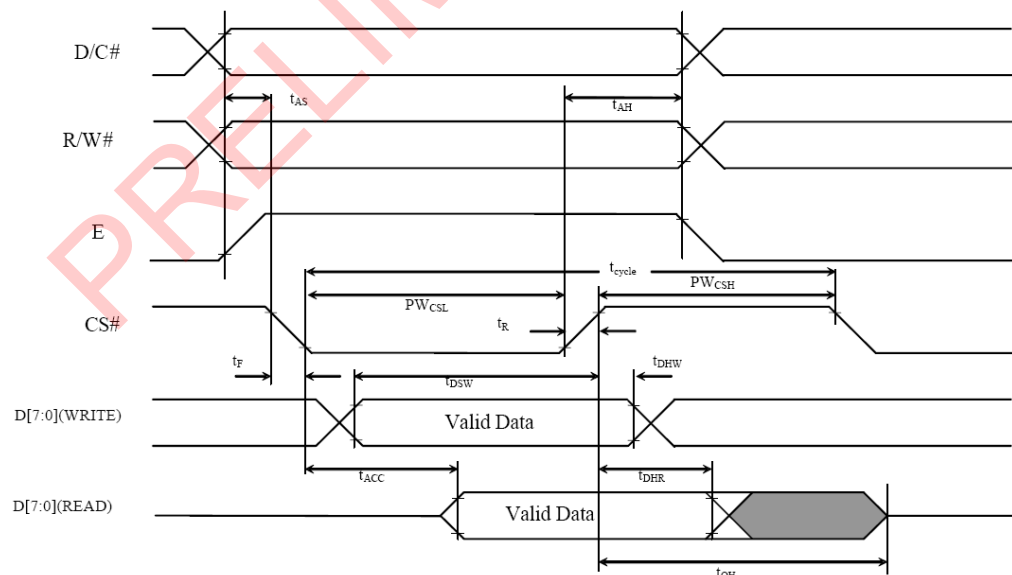 D/C#
tAS
tAH
R/W#
E
tcycle
PWCSL
PWCSH
CS#
tR
tF
tDSW
tDHW
D[7:0](WRITE)
Valid Data
tACC
tDHR
D[7:0](READ)
Valid Data